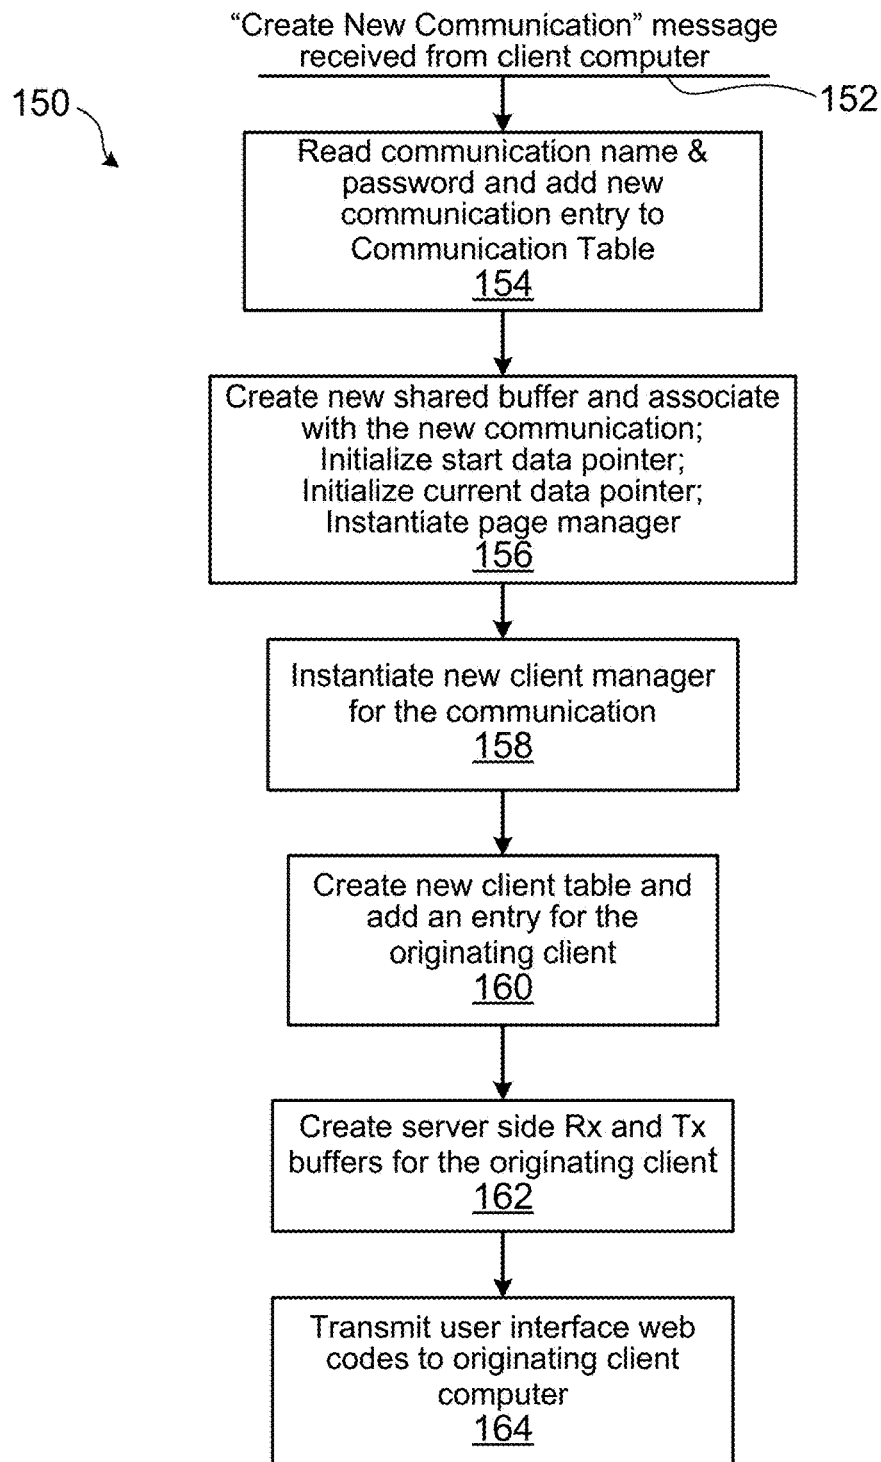 “Create New Communication” message
received from client computer
150
152
Read communication name &
password and add new
communication entry to
Communication Table
154
Create new shared buffer and associate
with the new communication;
Initialize start data pointer;
Initialize current data pointer;
Instantiate page manager
156
Instantiate new client manager
for the communication
158
Create new client table and
add an entry for the
originating client
160
Create server side Rx and Tx
buffers for the originating client
162
Transmit user interface web
codes to originating client
computer
164